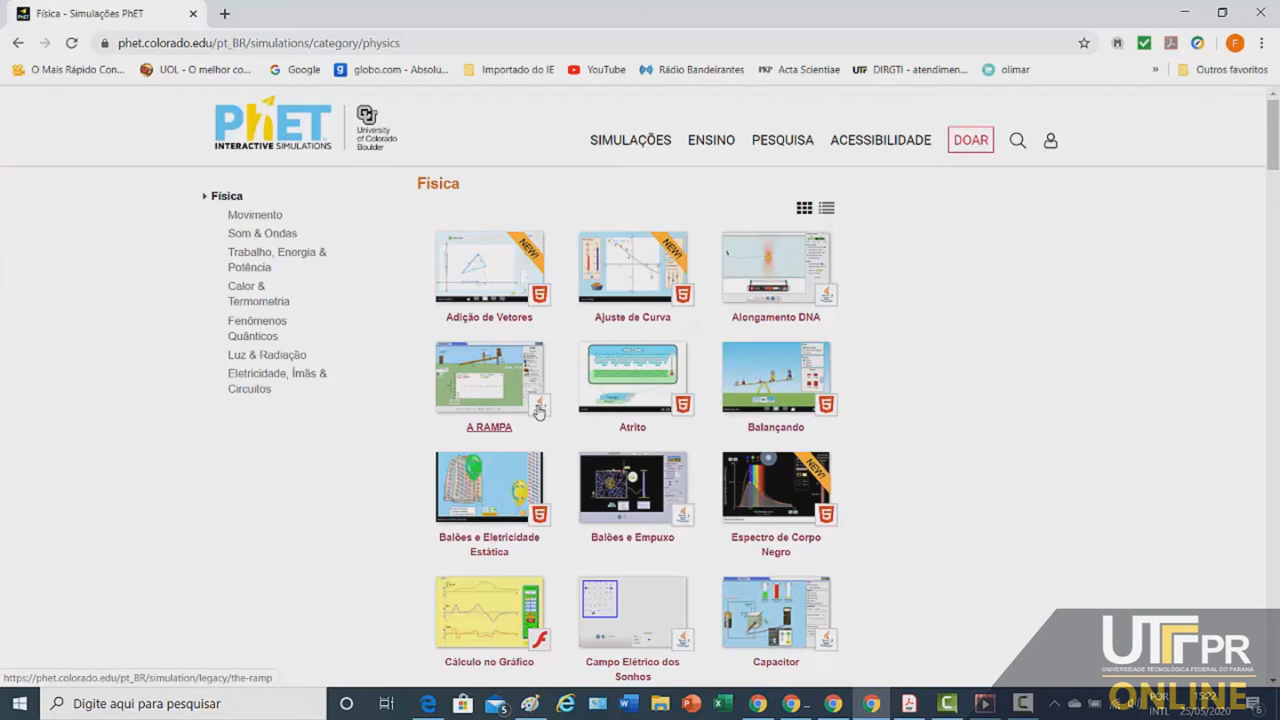 Física - Simulações PhET
phet.colorado.edu/pt_BR/simulations/category/physics
F
O Mais Rápido Con...
UOL - O melhor co...
Google
globo.com - Absolu...
Importado do IE
YouTube
Rádio Bandeirantes
Acta Scientiae
DIRGTI - atendimen...
olimar
»
Outros favoritos
PhET
INTERACTIVE SIMULATIONS
University of Colorado Boulder
SIMULAÇÕES
ENSINO
PESQUISA
ACESSIBILIDADE
DOAR
Física
Movimento
Som & Ondas
Trabalho, Energia &
Potência
Calor &
Termometria
Fenômenos
Quânticos
Luz & Radiação
Eletricidade, Ímãs &
Circuitos
Física
NEW!
NEW!
Adição de Vetores
Ajuste de Curva
Alongamento DNA
A RAMPA
Atrito
Balançando
NEW!
Balões e Eletricidade
Estática
Balões e Empuxo
Espectro de Corpo
Negro
Cálculo no Gráfico
Campo Elétrico dos
Sonhos
Capacitor
https://phet.colorado.edu/pt_BR/simulation/legacy/the-ramp
UTFPR
UNIVERSIDADE TECNOLÓGICA FEDERAL DO PARANÁ
ONLINE
Digite aqui para pesquisar
POR
INTL
25/05/2020